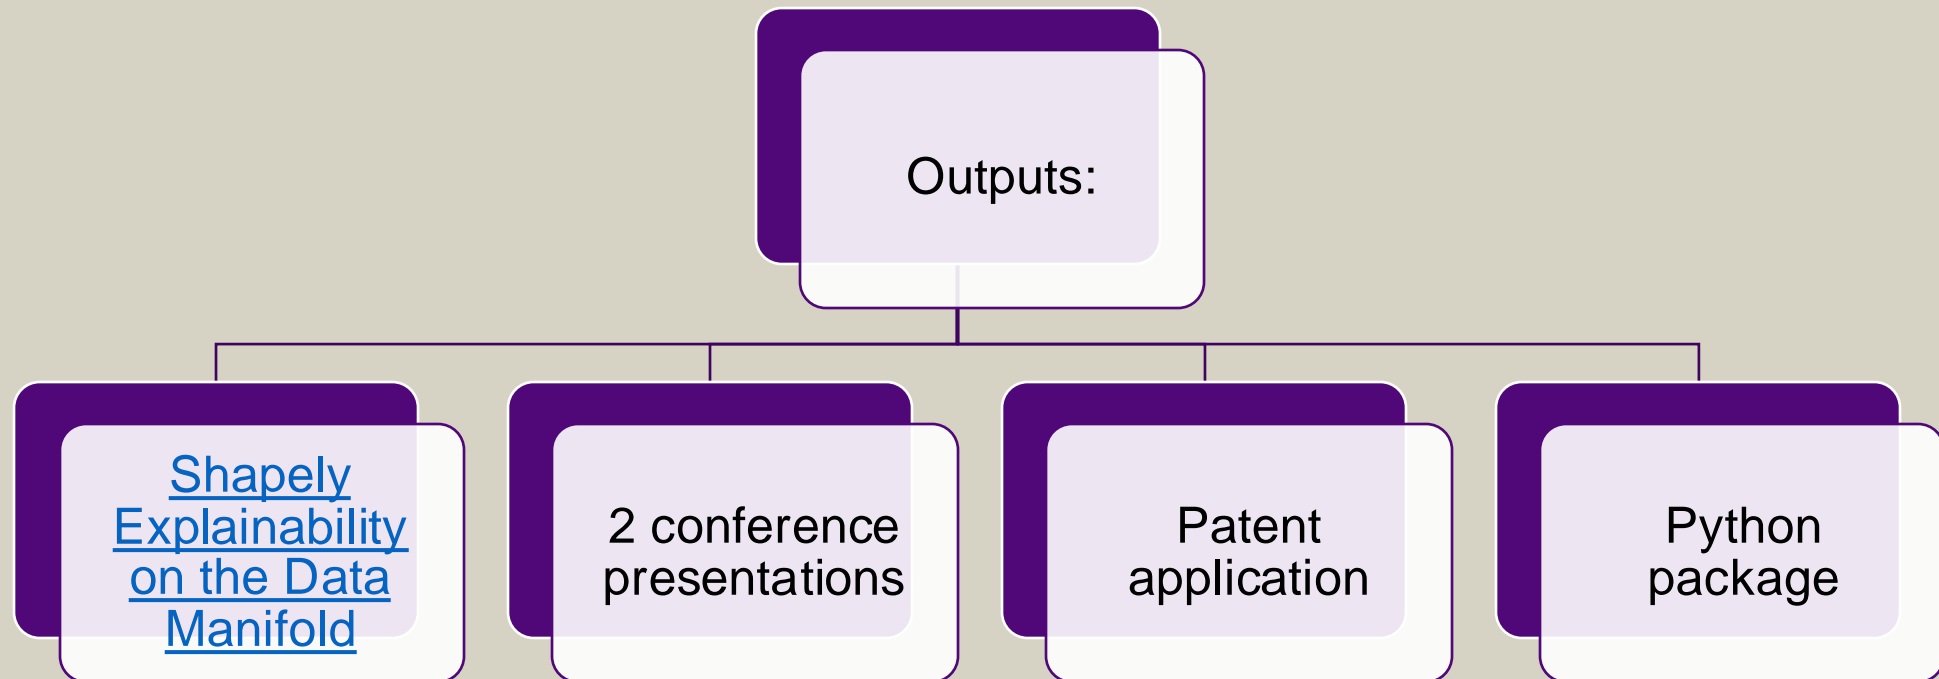 Outputs:
Shapely
Explainability
on the Data
Manifold
2 conference
presentations
Patent
application
Python
package